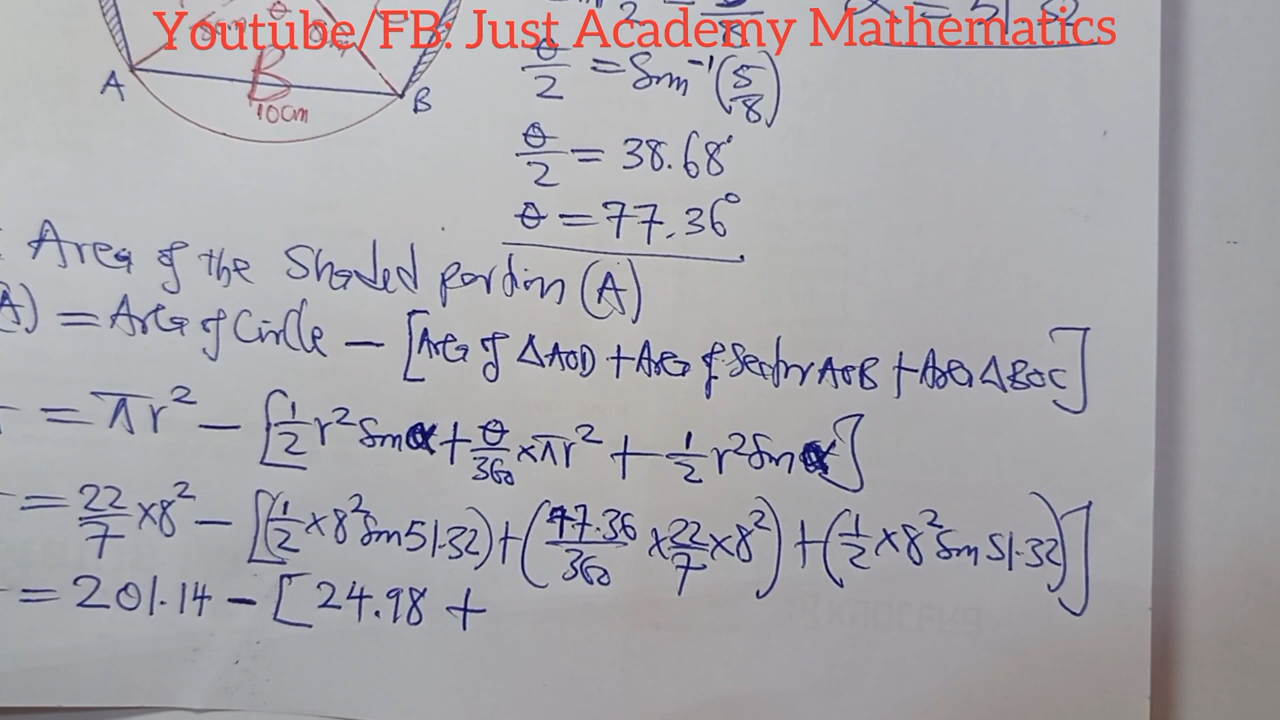 Youtube/FB: Just Academy Mathematics
A
B
B
10cm
θ/2 = Sin⁻¹(5/8)
θ/2 = 38.68°
θ = 77.36°
Area of the Shaded portion (A)
A) = Area of Circle − [Area of ΔAOD + Area of Sector AOB + Area ΔBOC]
= πr² − [½r² Sin α + θ/360 × πr² + ½ r² Sin α]
= 22/7 × 8² − [(½ × 8² Sin 51.32) + (77.36/360 × 22/7 × 8²) + (½ × 8² Sin 51.32)]
= 201.14 − [24.98 +